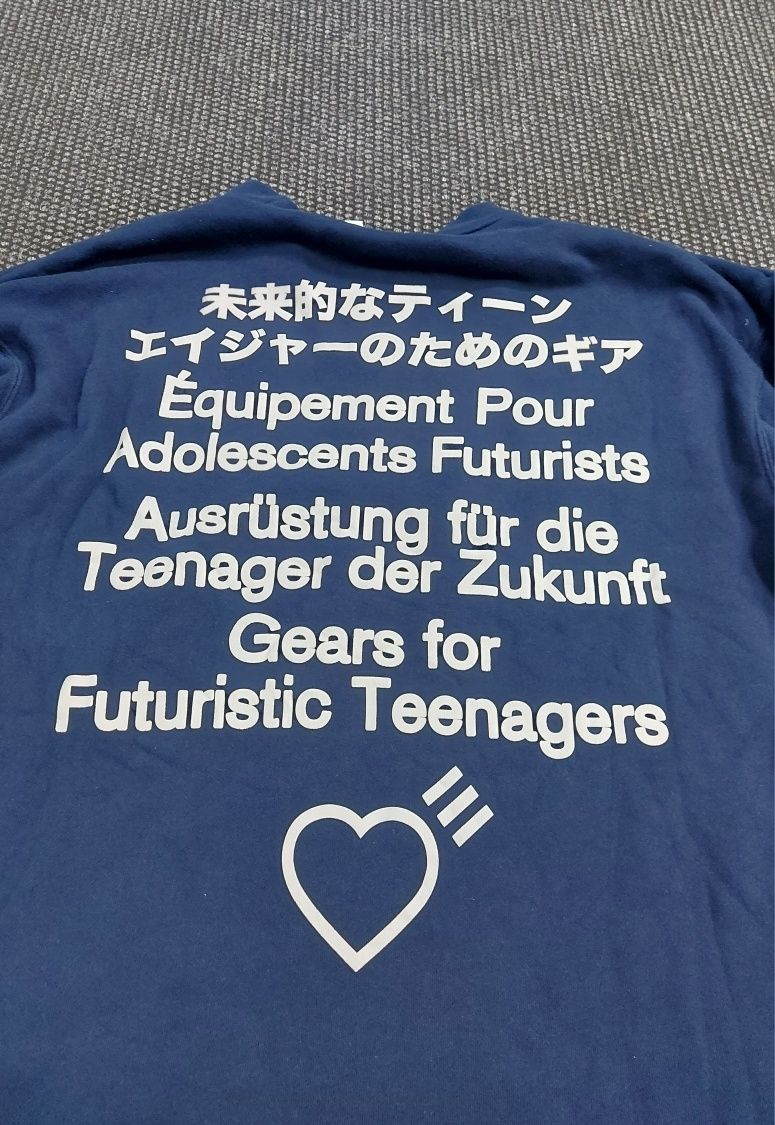 未来的なティーン
エイジャーのためのギア
Équipement Pour
Adolescents Futurists
Ausrüstung für die
Teenager der Zukunft
Gears for
Futuristic Teenagers